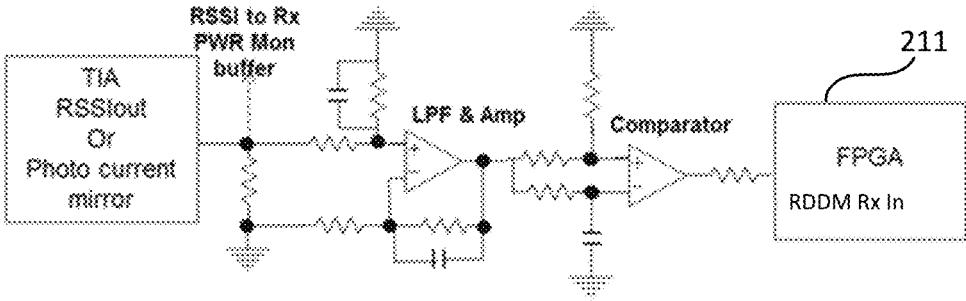 RSSI to Rx
PWR Mon
buffer
TIA
RSSIout
Or
Photo current
mirror
LPF & Amp
Comparator
211
FPGA
RDDM Rx In
+
-
+
-